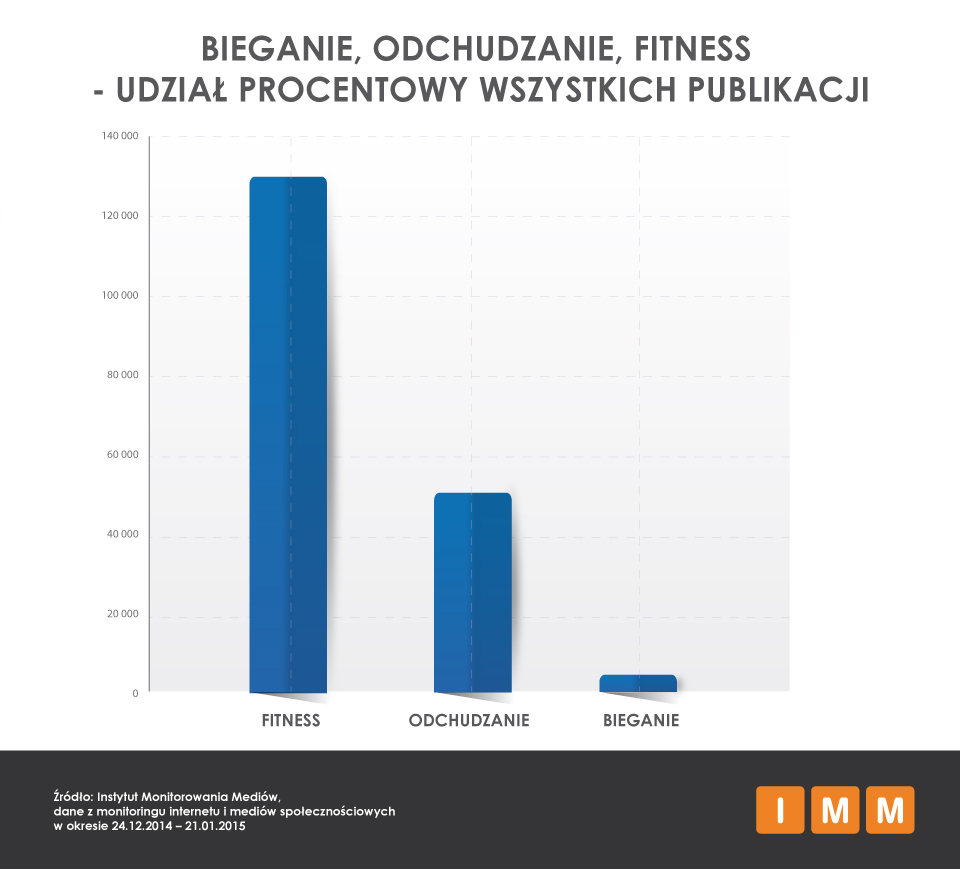 BIEGANIE, ODCHUDZANIE, FITNESS
- UDZIAŁ PROCENTOWY WSZYSTKICH PUBLIKACJI
140 000
120 000
100 000
80 000
60 000
40 000
20 000
0
FITNESS
ODCHUDZANIE
BIEGANIE
Źródło: Instytut Monitorowania Mediów,
dane z monitoringu internetu i mediów społecznościowych
w okresie 24.12.2014 – 21.01.2015
I M M